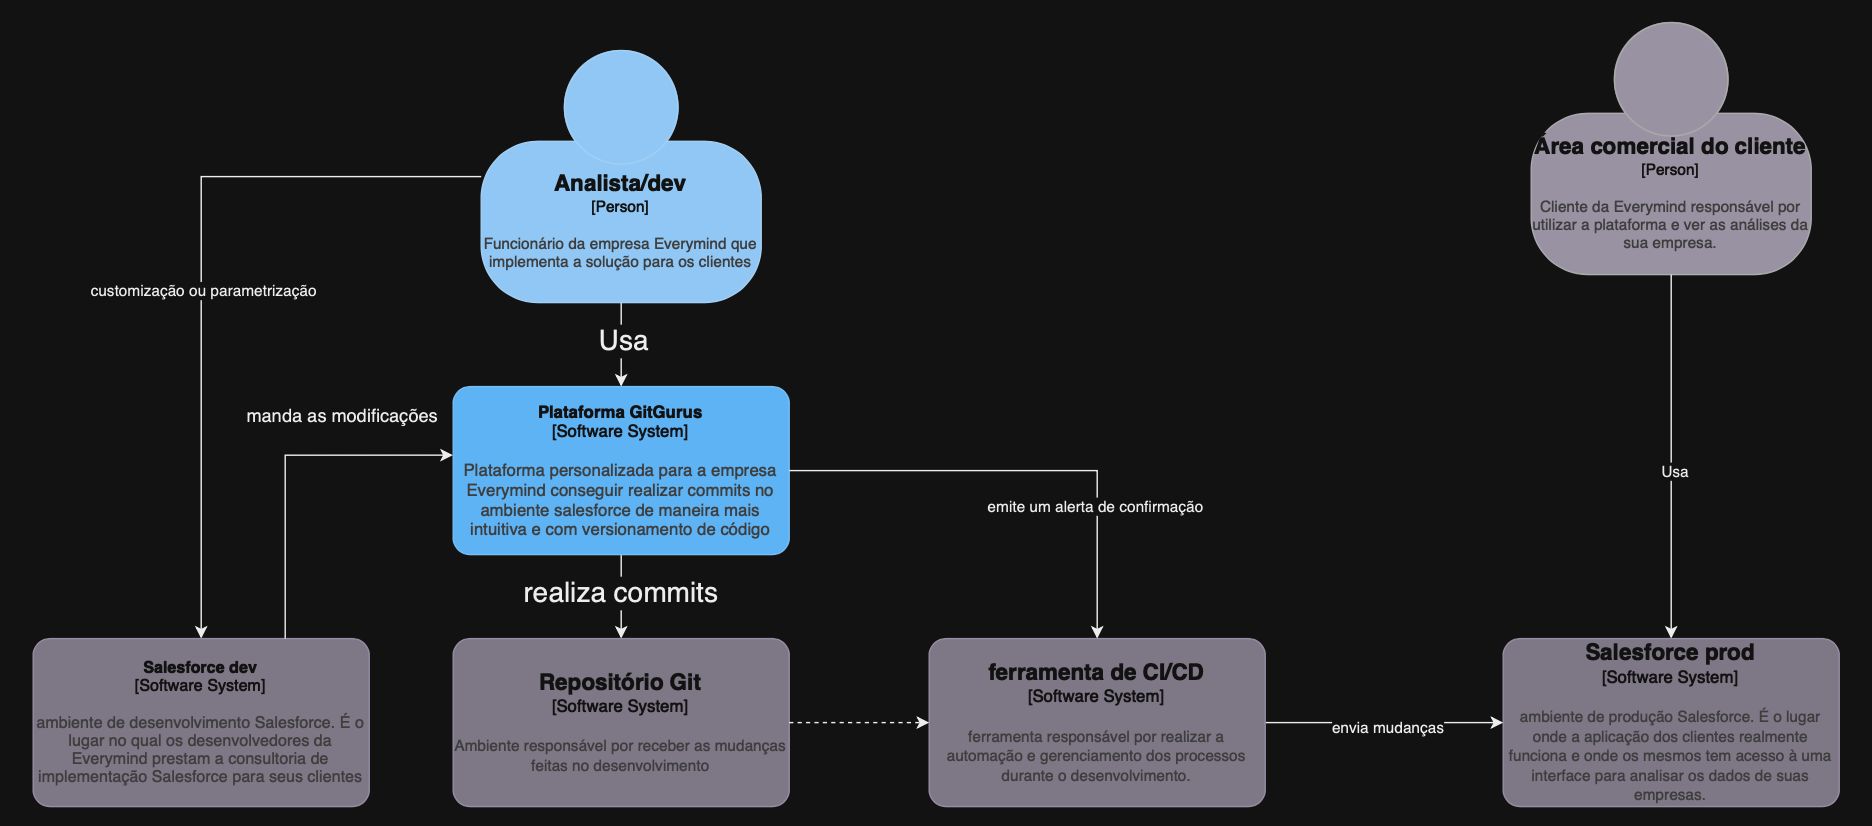 Analista/dev
[Person]
Funcionário da empresa Everymind que
implementa a solução para os clientes
Área comercial do cliente
[Person]
Cliente da Everymind responsável por
utilizar a plataforma e ver as análises da
sua empresa.
customização ou parametrização
Usa
manda as modificações
Plataforma GitGurus
[Software System]
Plataforma personalizada para a empresa
Everymind conseguir realizar commits no
ambiente salesforce de maneira mais
intuitiva e com versionamento de código
emite um alerta de confirmação
Usa
realiza commits
Salesforce dev
[Software System]
ambiente de desenvolvimento Salesforce. É o
lugar no qual os desenvolvedores da
Everymind prestam a consultoria de
implementação Salesforce para seus clientes
Repositório Git
[Software System]
Ambiente responsável por receber as mudanças
feitas no desenvolvimento
ferramenta de CI/CD
[Software System]
ferramenta responsável por realizar a
automação e gerenciamento dos processos
durante o desenvolvimento.
envia mudanças
Salesforce prod
[Software System]
ambiente de produção Salesforce. É o lugar
onde a aplicação dos clientes realmente
funciona e onde os mesmos tem acesso à uma
interface para analisar os dados de suas
empresas.